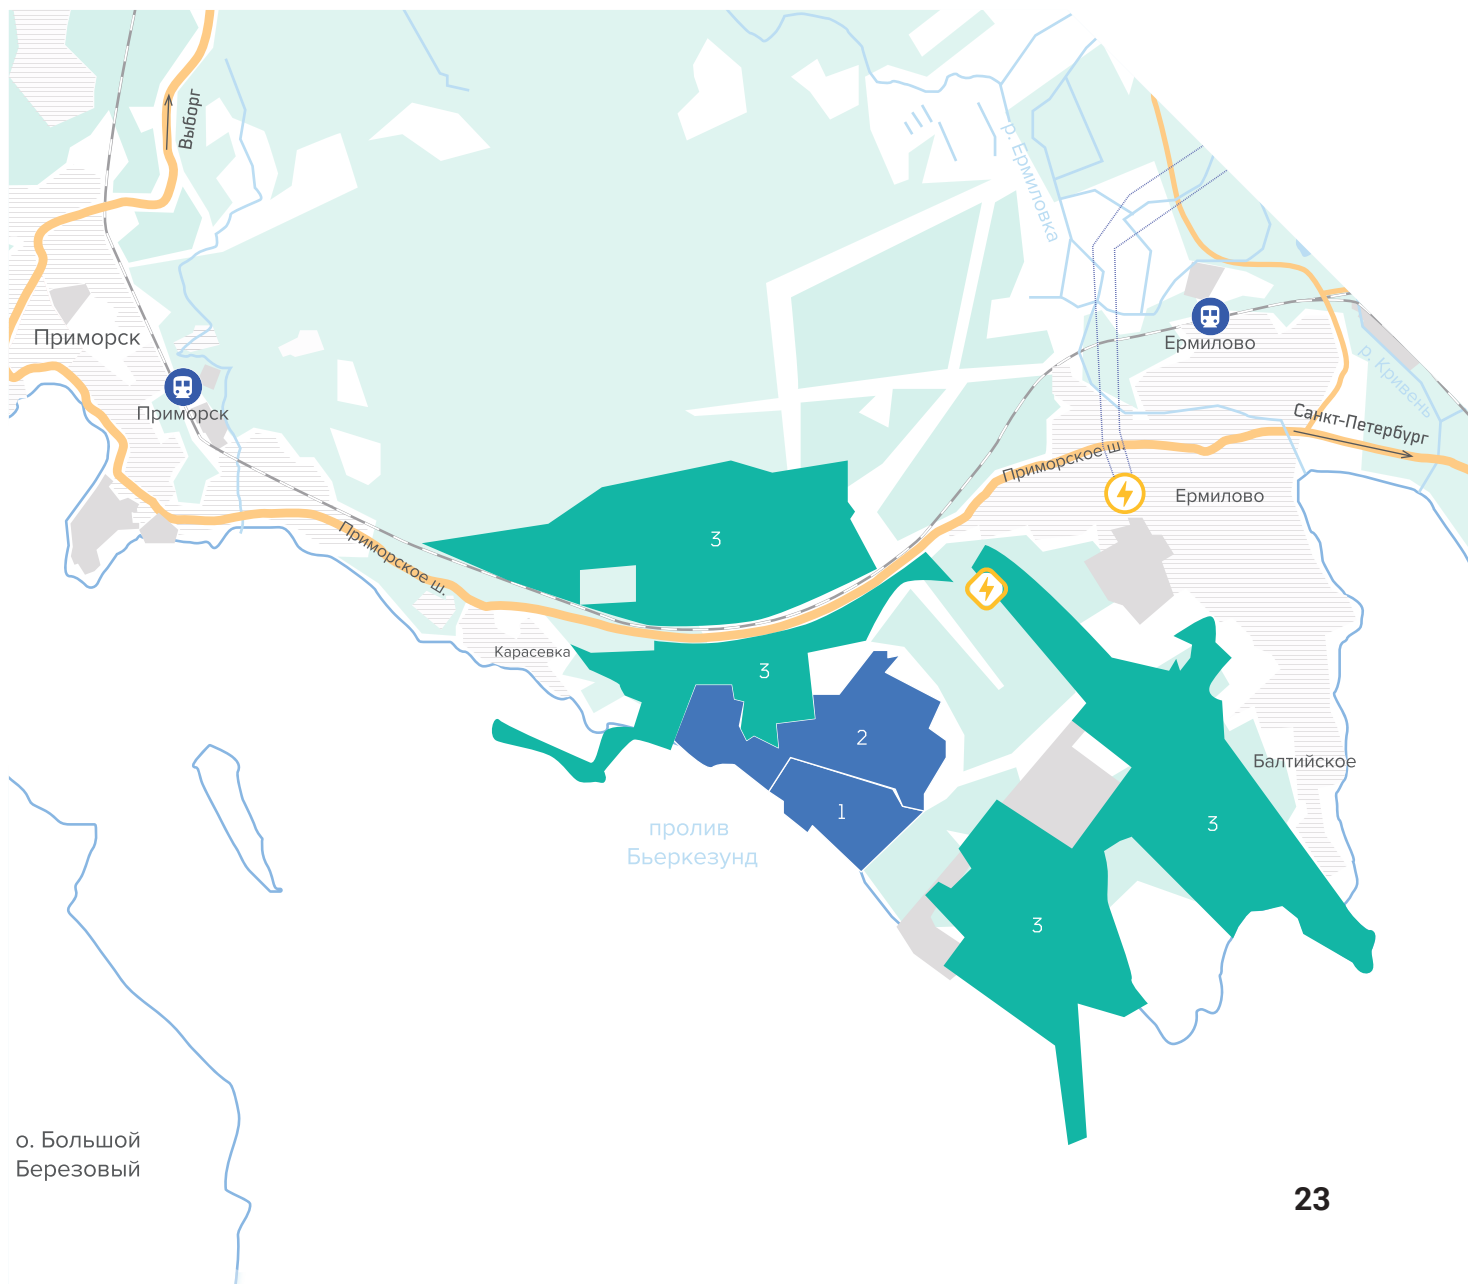 Выборг
р. Ермиловка
Приморск
Ермилово
р. Кривень
Приморск
Санкт-Петербург
Приморское ш.
Ермилово
Приморское ш.
3
Карасевка
3
2
Балтийское
1
3
пролив
Бьеркезунд
3
о. Большой
Березовый
23